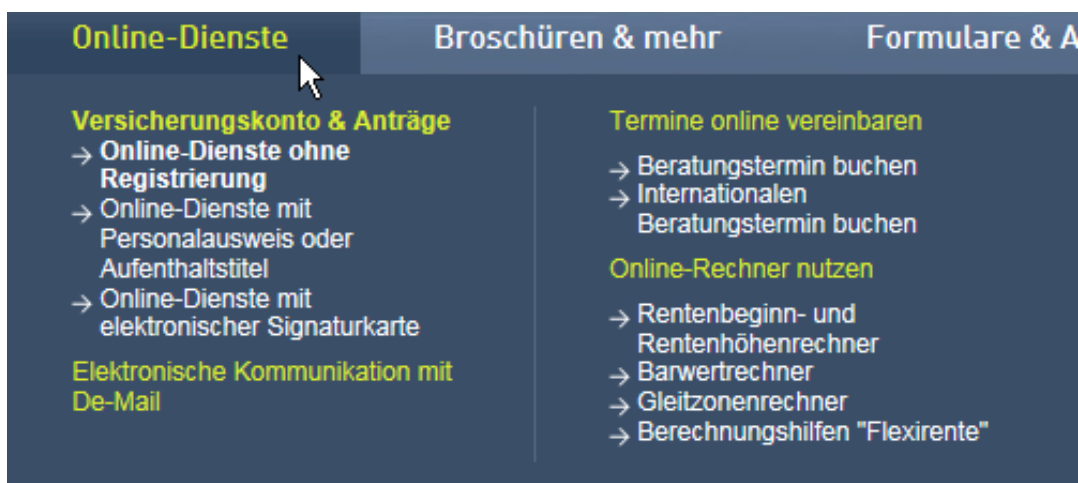 Online-Dienste
Broschüren & mehr
Formulare & A
Versicherungskonto & Anträge
→ Online-Dienste ohne
Registrierung
→ Online-Dienste mit
Personalausweis oder
Aufenthaltstitel
→ Online-Dienste mit
elektronischer Signaturkarte
Elektronische Kommunikation mit
De-Mail
Termine online vereinbaren
→ Beratungstermin buchen
→ Internationalen
Beratungstermin buchen
Online-Rechner nutzen
→ Rentenbeginn- und
Rentenhöhenrechner
→ Barwertrechner
→ Gleitzonenrechner
→ Berechnungshilfen "Flexirente"